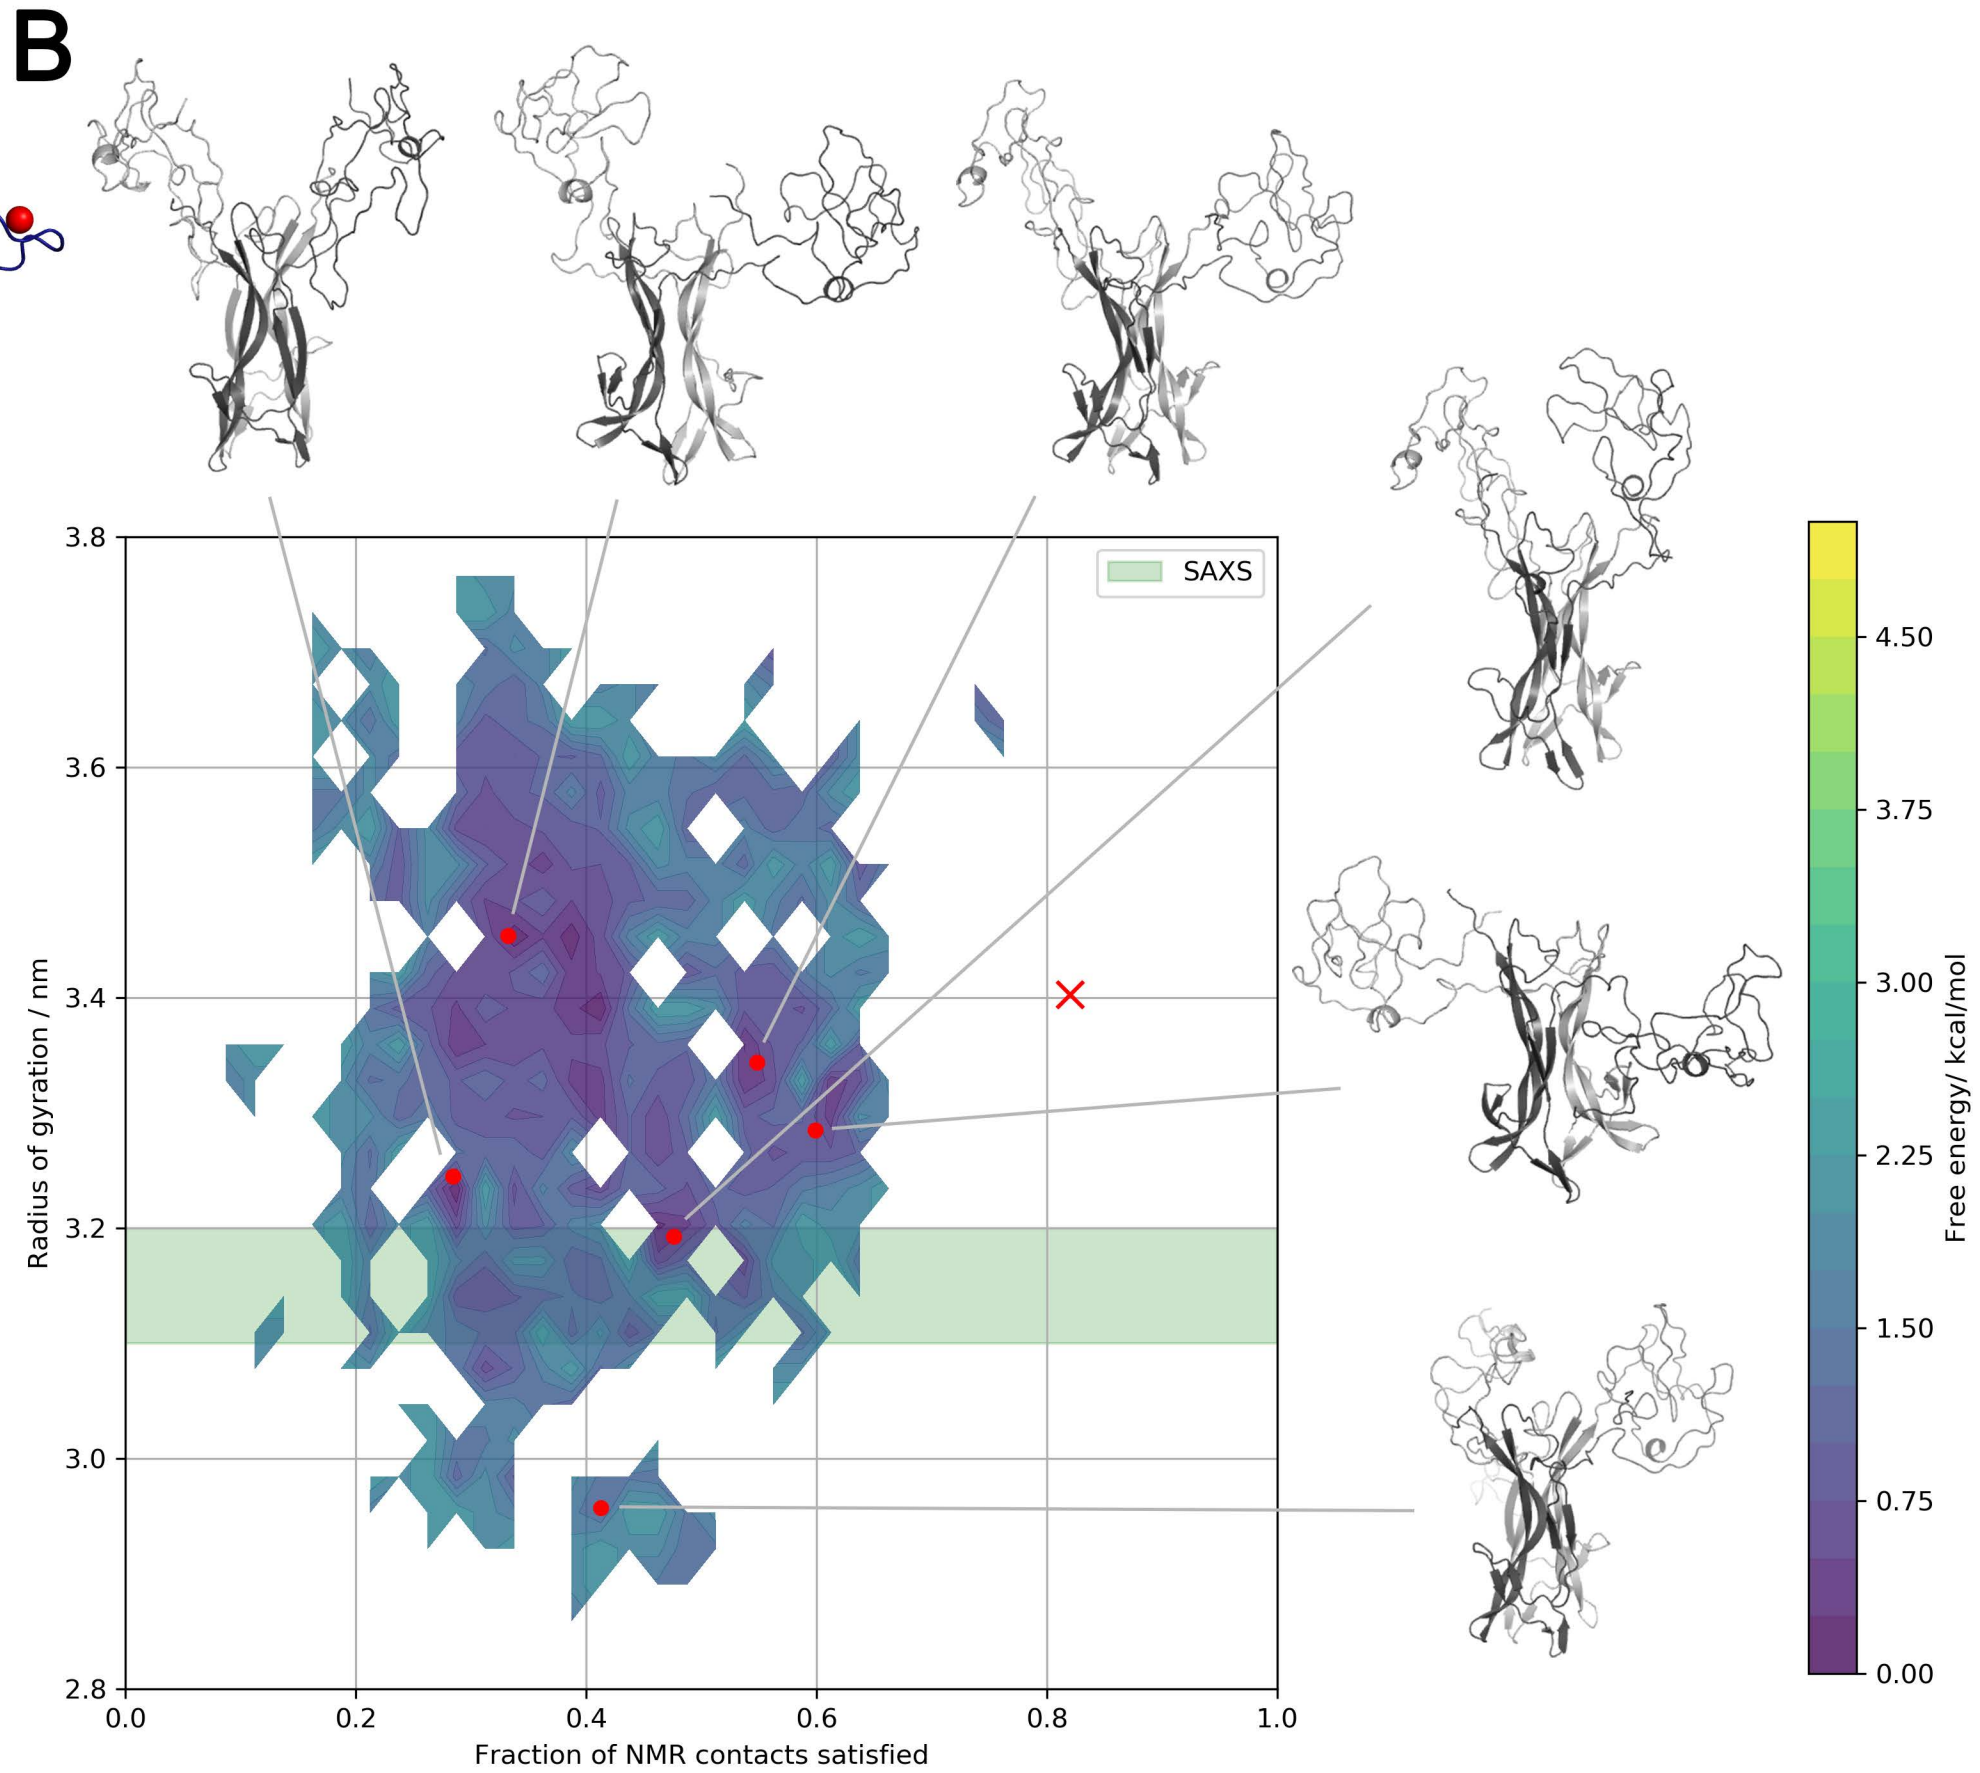 B
SAXS
3.8
3.6
3.4
3.2
3.0
2.8
Radius of gyration / nm
0.0 0.2 0.4 0.6 0.8 1.0
Fraction of NMR contacts satisfied
4.50
3.75
3.00
2.25
1.50
0.75
0.00
Free energy/ kcal/mol